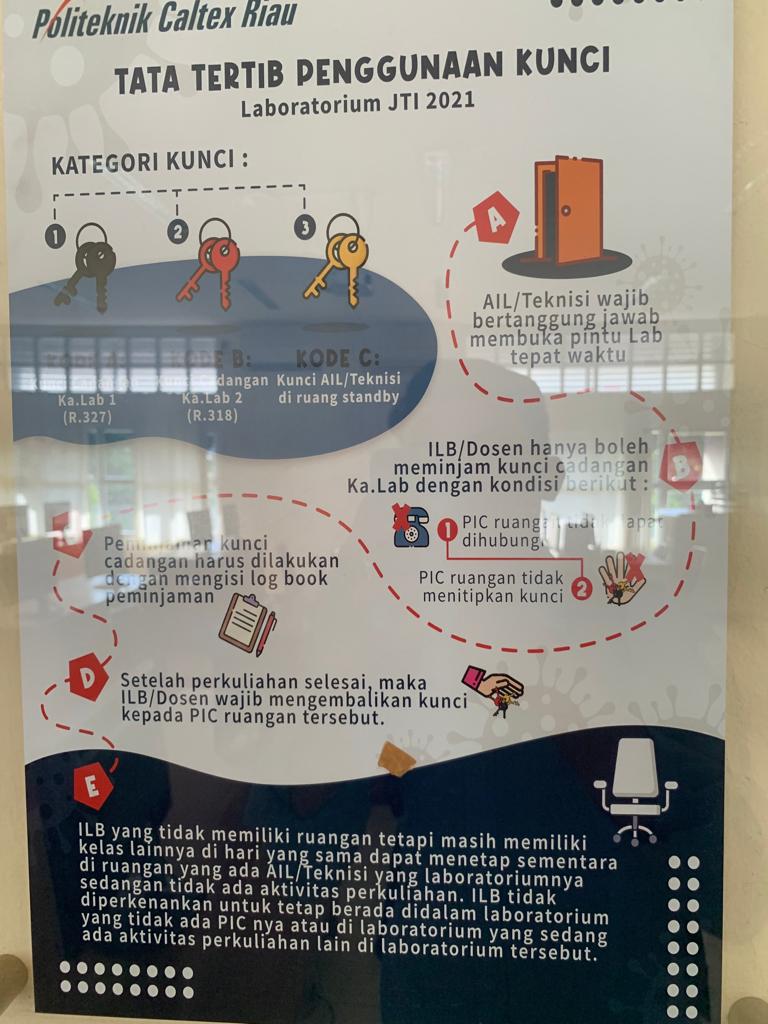 Politeknik Caltex Riau
TATA TERTIB PENGGUNAAN KUNCI
Laboratorium JTI 2021
KATEGORI KUNCI :
1
2
3
KODE A:
Kunci Cadangan
Ka.Lab 1
(R.327)
KODE B:
Kunci Cadangan
Ka.Lab 2
(R.318)
KODE C:
Kunci AIL/Teknisi
di ruang standby
A
AIL/Teknisi wajib
bertanggung jawab
membuka pintu Lab
tepat waktu
B
ILB/Dosen hanya boleh
meminjam kunci cadangan
Ka.Lab dengan kondisi berikut :
1
PIC ruangan tidak dapat
dihubungi
PIC ruangan tidak
menitipkan kunci
2
Peminjaman kunci
cadangan harus dilakukan
dengan mengisi log book
peminjaman
D
Setelah perkuliahan selesai, maka
ILB/Dosen wajib mengembalikan kunci
kepada PIC ruangan tersebut.
E
ILB yang tidak memiliki ruangan tetapi masih memiliki
kelas lainnya di hari yang sama dapat menetap sementara
di ruangan yang ada AIL/Teknisi yang laboratoriumnya
sedangan tidak ada aktivitas perkuliahan. ILB tidak
diperkenankan untuk tetap berada didalam laboratorium
yang tidak ada PIC nya atau di laboratorium yang sedang
ada aktivitas perkuliahan lain di laboratorium tersebut.